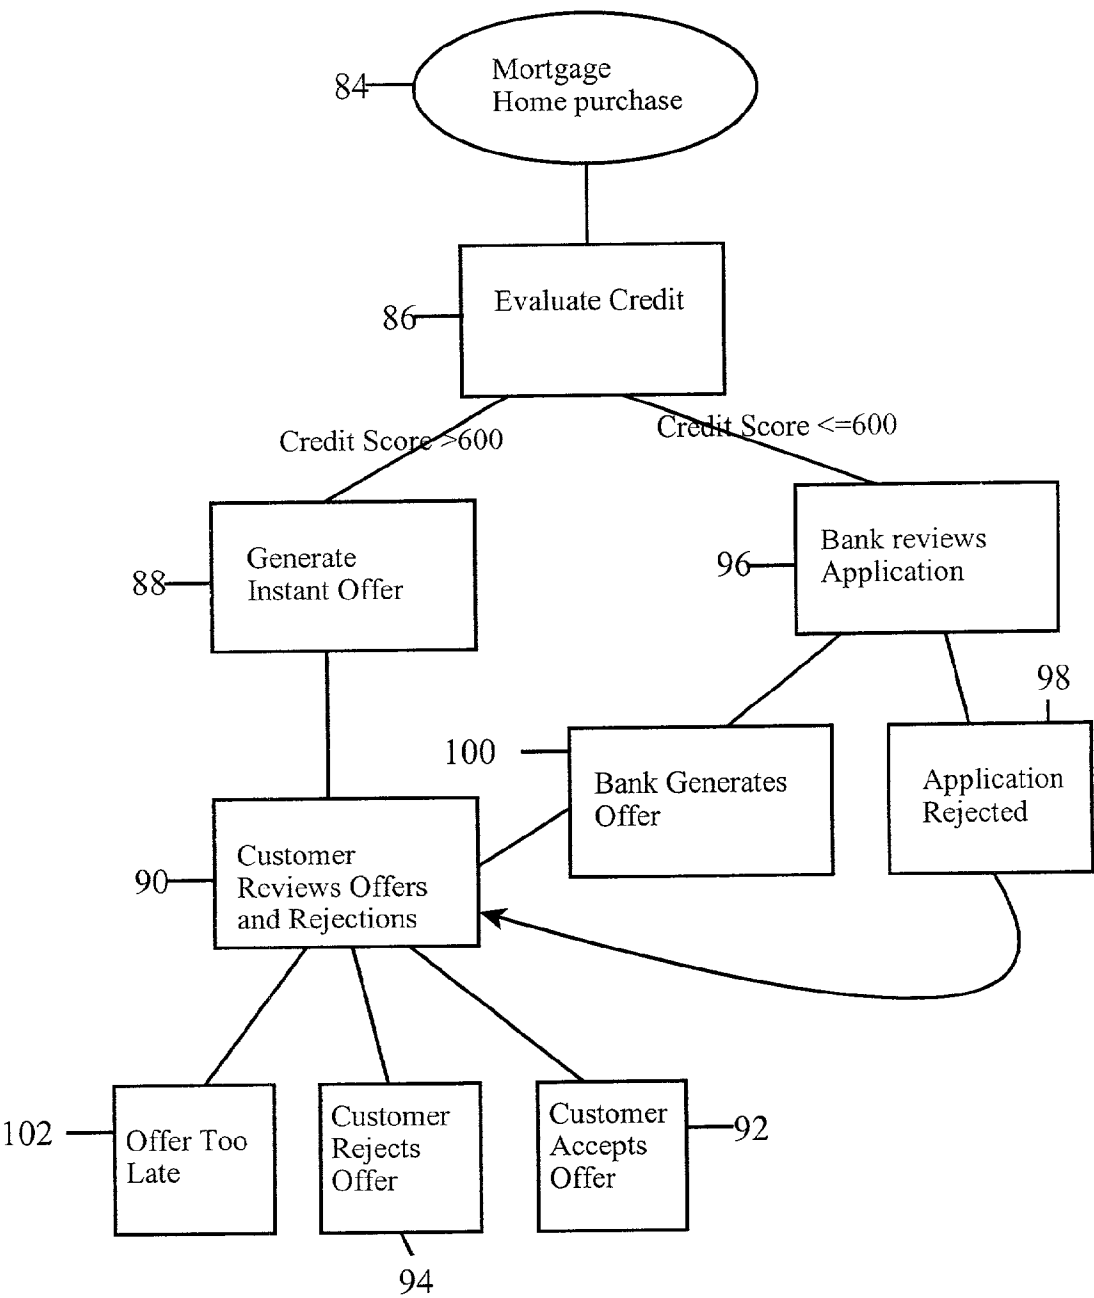 84
Mortgage
Home purchase
86
Evaluate Credit
Credit Score >600
Credit Score <=600
88
Generate
Instant Offer
96
Bank reviews
Application
98
100
Bank Generates
Offer
Application
Rejected
90
Customer
Reviews Offers
and Rejections
102
Offer Too
Late
Customer
Rejects
Offer
Customer
Accepts
Offer
92
94